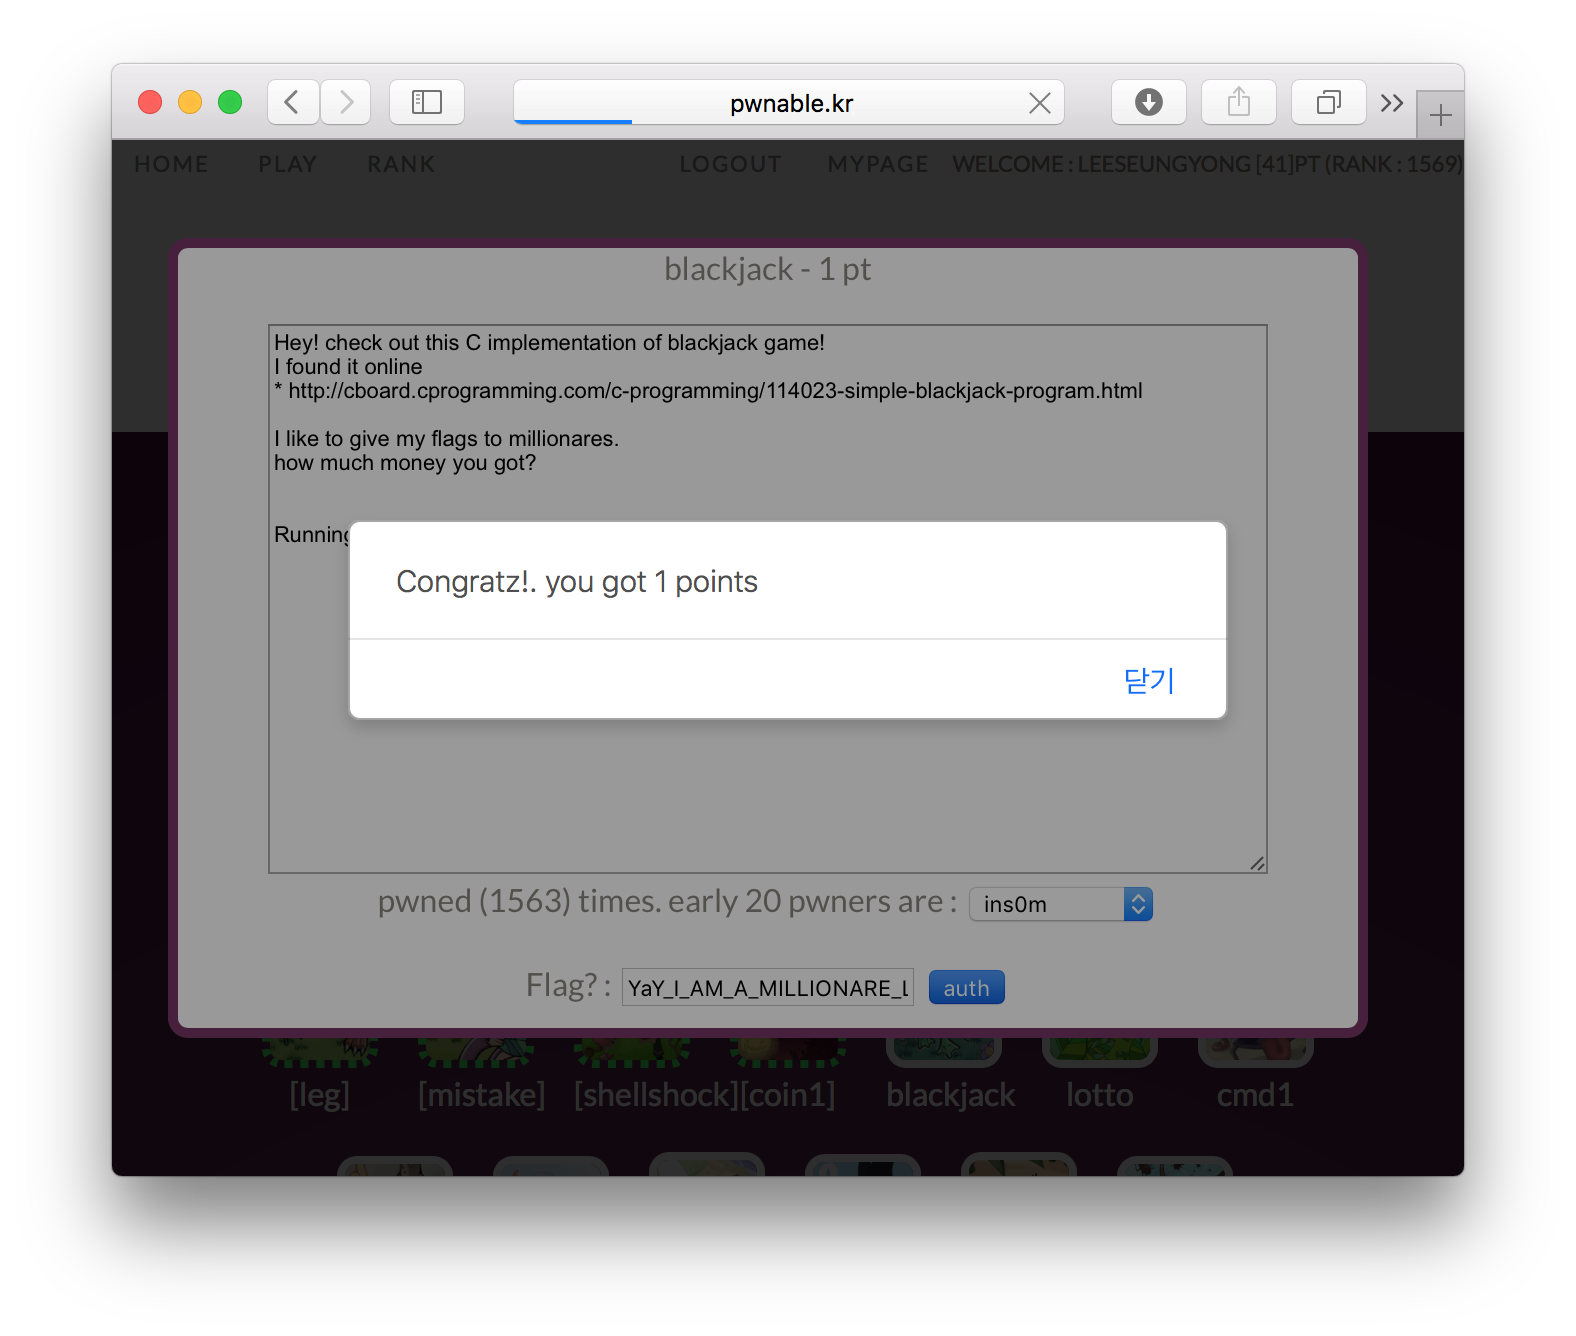 pwnable.kr
HOME PLAY RANK LOGOUT MYPAGE WELCOME : LEESEUNGYONG [41]PT (RANK : 1569)
blackjack - 1 pt
Hey! check out this C implementation of blackjack game!
I found it online
* http://cboard.cprogramming.com/c-programming/114023-simple-blackjack-program.html
I like to give my flags to millionares.
how much money you got?
Running
Congratz!. you got 1 points
닫기
pwned (1563) times. early 20 pwners are : ins0m
Flag? : YaY_I_AM_A_MILLIONARE_L auth
[leg] [mistake] [shellshock] [coin1] blackjack lotto cmd1